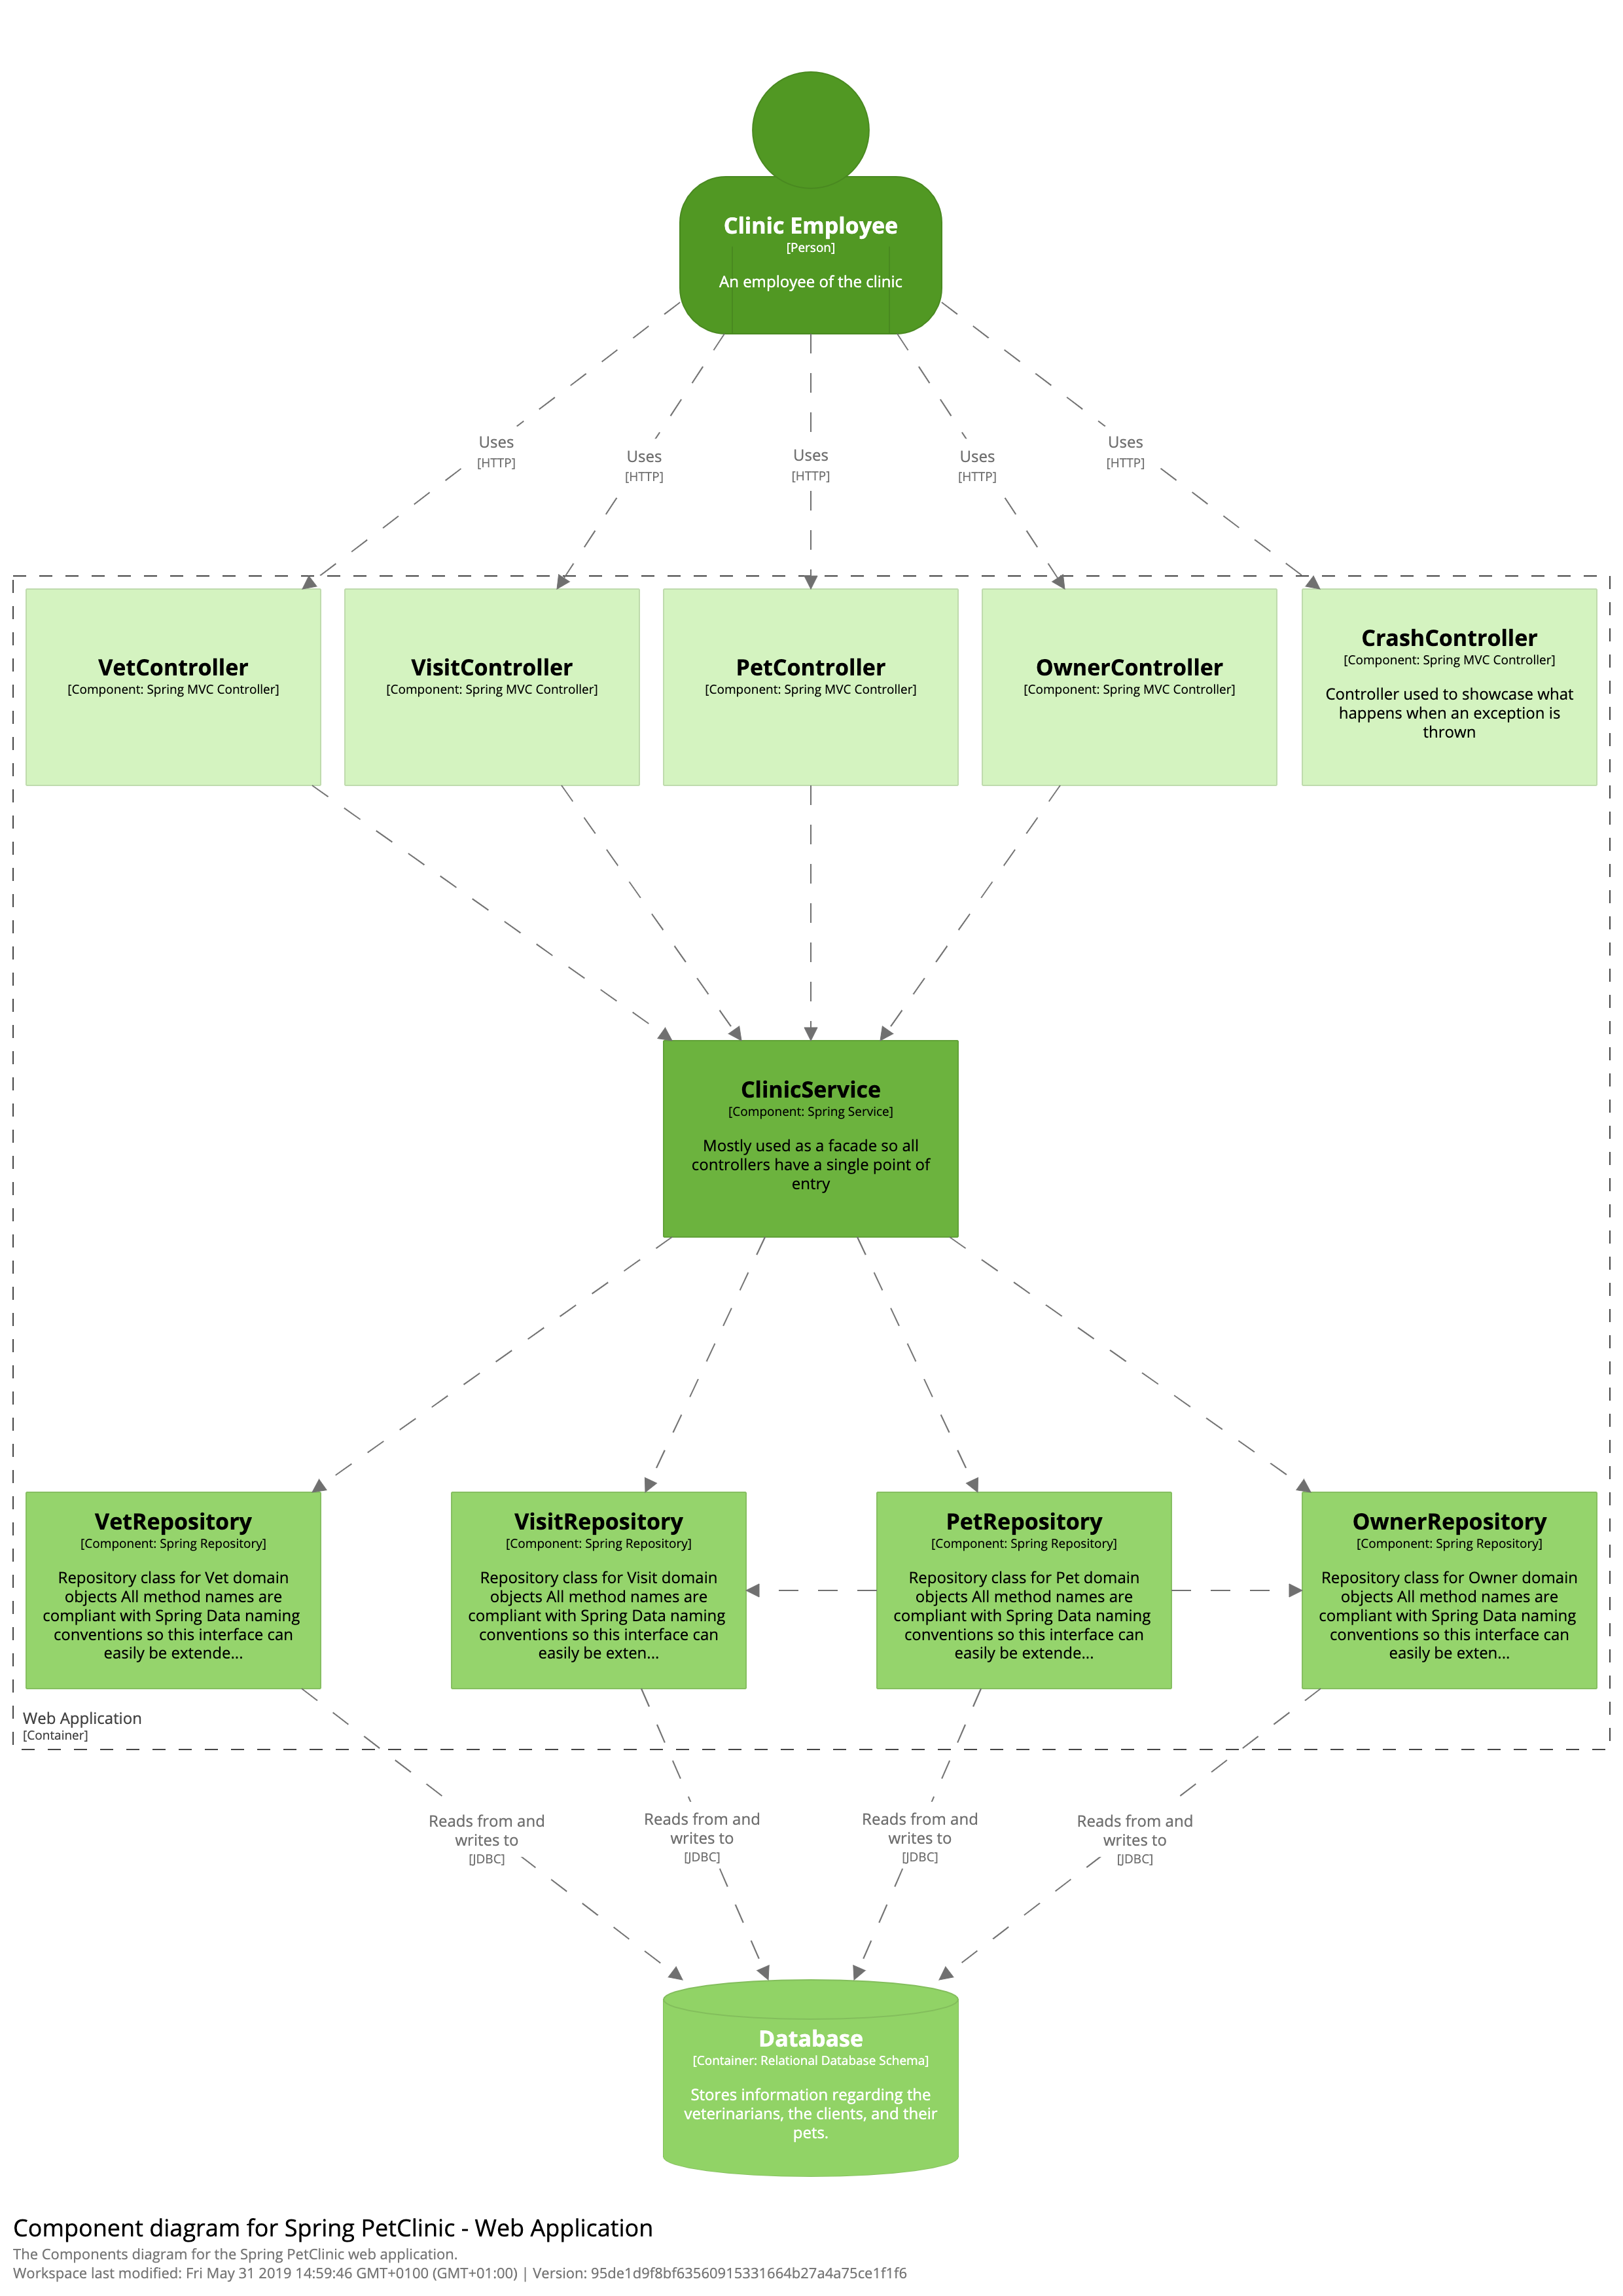 Clinic Employee
[Person]
An employee of the clinic
Uses
[HTTP]
Uses
[HTTP]
Uses
[HTTP]
Uses
[HTTP]
Uses
[HTTP]
VetController
[Component: Spring MVC Controller]
VisitController
[Component: Spring MVC Controller]
PetController
[Component: Spring MVC Controller]
OwnerController
[Component: Spring MVC Controller]
CrashController
[Component: Spring MVC Controller]
Controller used to showcase what
happens when an exception is
thrown
ClinicService
[Component: Spring Service]
Mostly used as a facade so all
controllers have a single point of
entry
VetRepository
[Component: Spring Repository]
Repository class for Vet domain
objects All method names are
compliant with Spring Data naming
conventions so this interface can
easily be extende...
VisitRepository
[Component: Spring Repository]
Repository class for Visit domain
objects All method names are
compliant with Spring Data naming
conventions so this interface can
easily be exten...
PetRepository
[Component: Spring Repository]
Repository class for Pet domain
objects All method names are
compliant with Spring Data naming
conventions so this interface can
easily be extende...
OwnerRepository
[Component: Spring Repository]
Repository class for Owner domain
objects All method names are
compliant with Spring Data naming
conventions so this interface can
easily be exten...
Web Application
[Container]
Reads from and
writes to
[JDBC]
Reads from and
writes to
[JDBC]
Reads from and
writes to
[JDBC]
Reads from and
writes to
[JDBC]
Database
[Container: Relational Database Schema]
Stores information regarding the
veterinarians, the clients, and their
pets.
Component diagram for Spring PetClinic - Web Application
The Components diagram for the Spring PetClinic web application.
Workspace last modified: Fri May 31 2019 14:59:46 GMT+0100 (GMT+01:00) | Version: 95de1d9f8bf63560915331664b27a4a75ce1f1f6